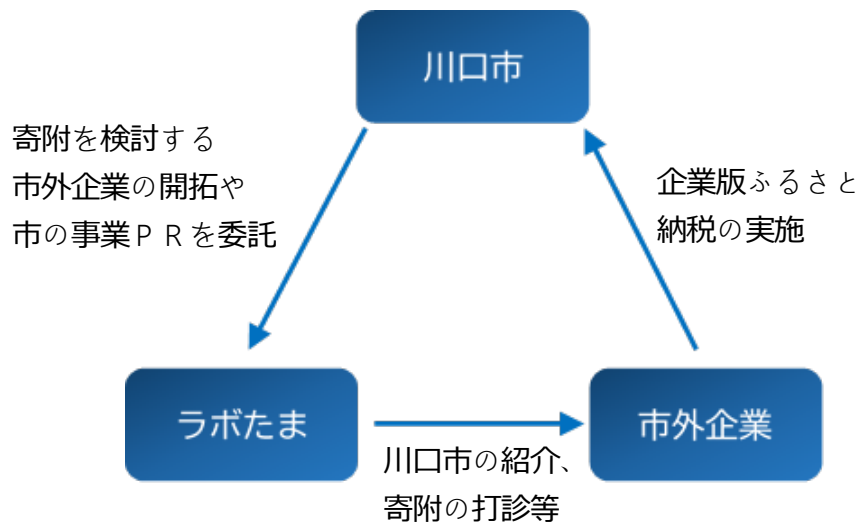 川口市
寄附を検討する
市外企業の開拓や
市の事業ＰＲを委託
企業版ふるさと
納税の実施
ラボたま
市外企業
川口市の紹介、
寄附の打診等